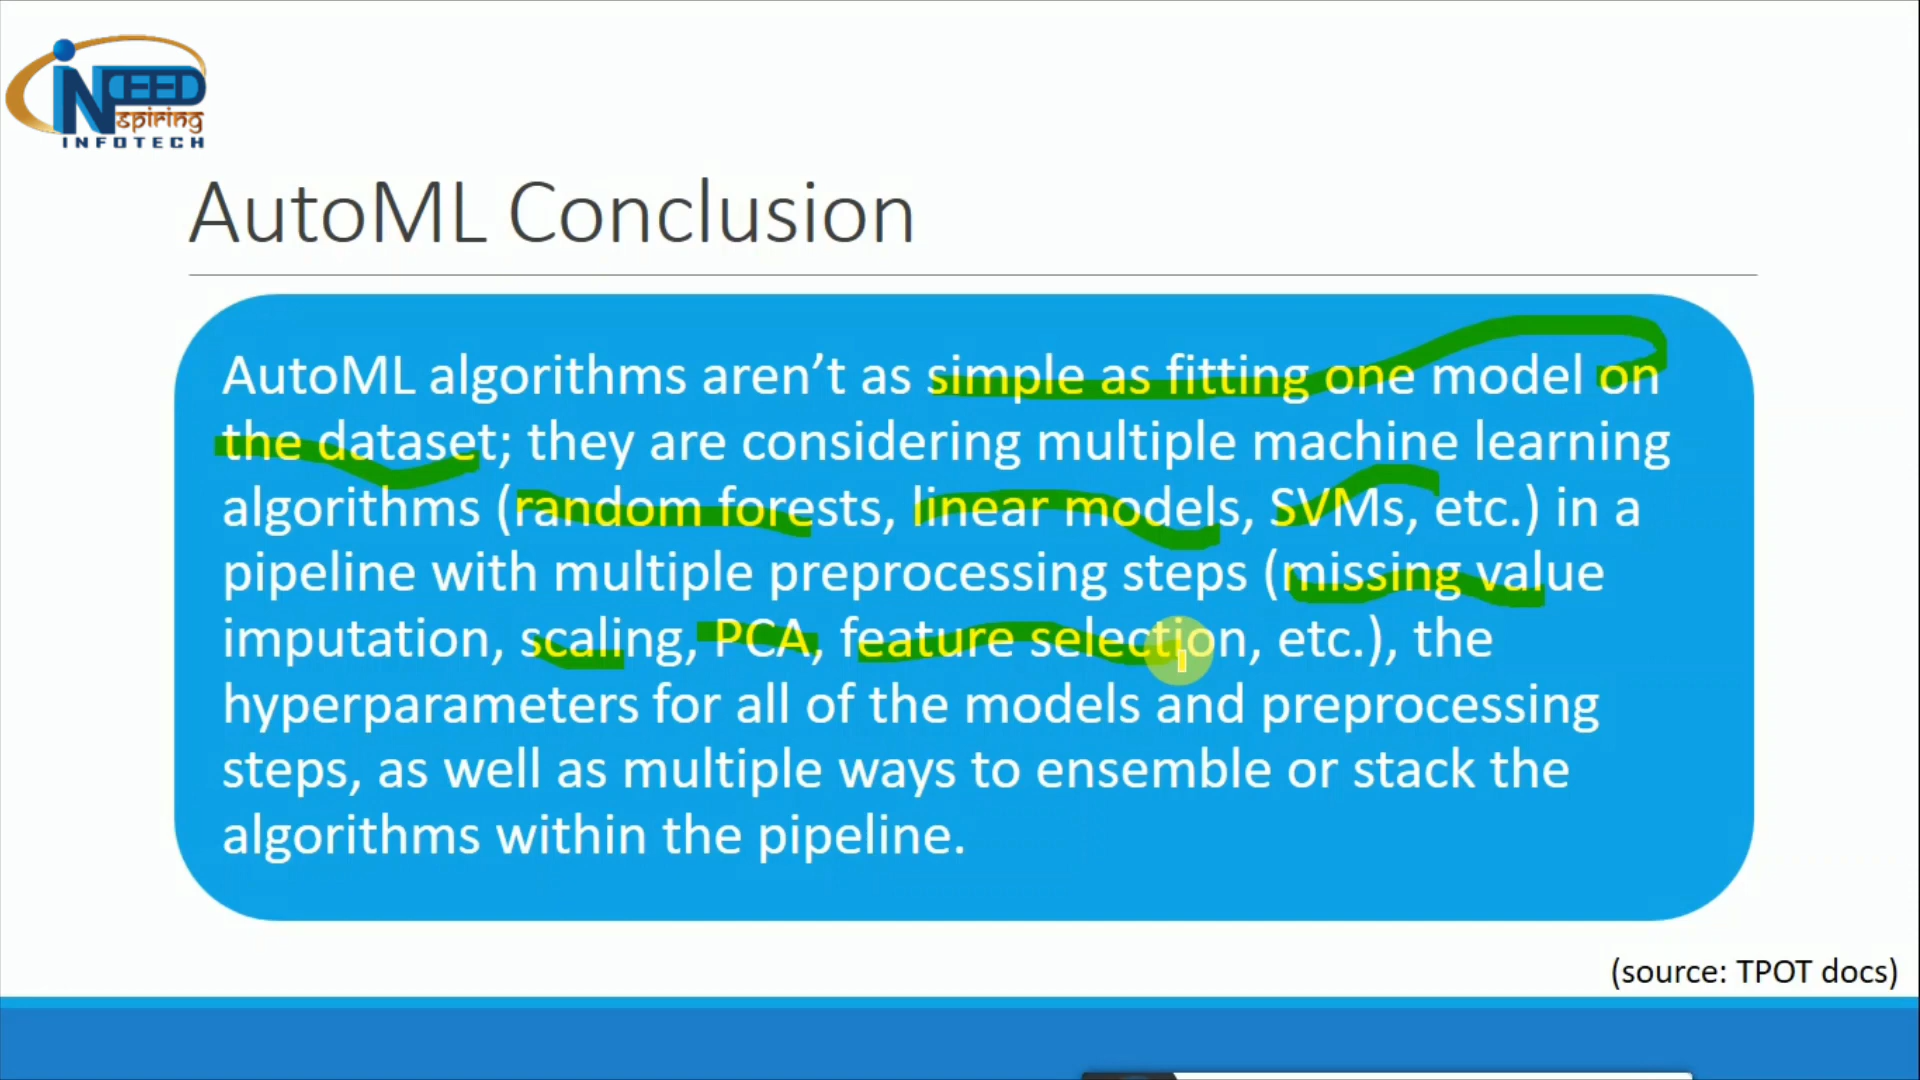 iNDEED
Nspiring
INFOTECH
AutoML Conclusion
AutoML algorithms aren’t as simple as fitting one model on
the dataset; they are considering multiple machine learning
algorithms (random forests, linear models, SVMs, etc.) in a
pipeline with multiple preprocessing steps (missing value
imputation, scaling, PCA, feature selection, etc.), the
hyperparameters for all of the models and preprocessing
steps, as well as multiple ways to ensemble or stack the
algorithms within the pipeline.
(source: TPOT docs)